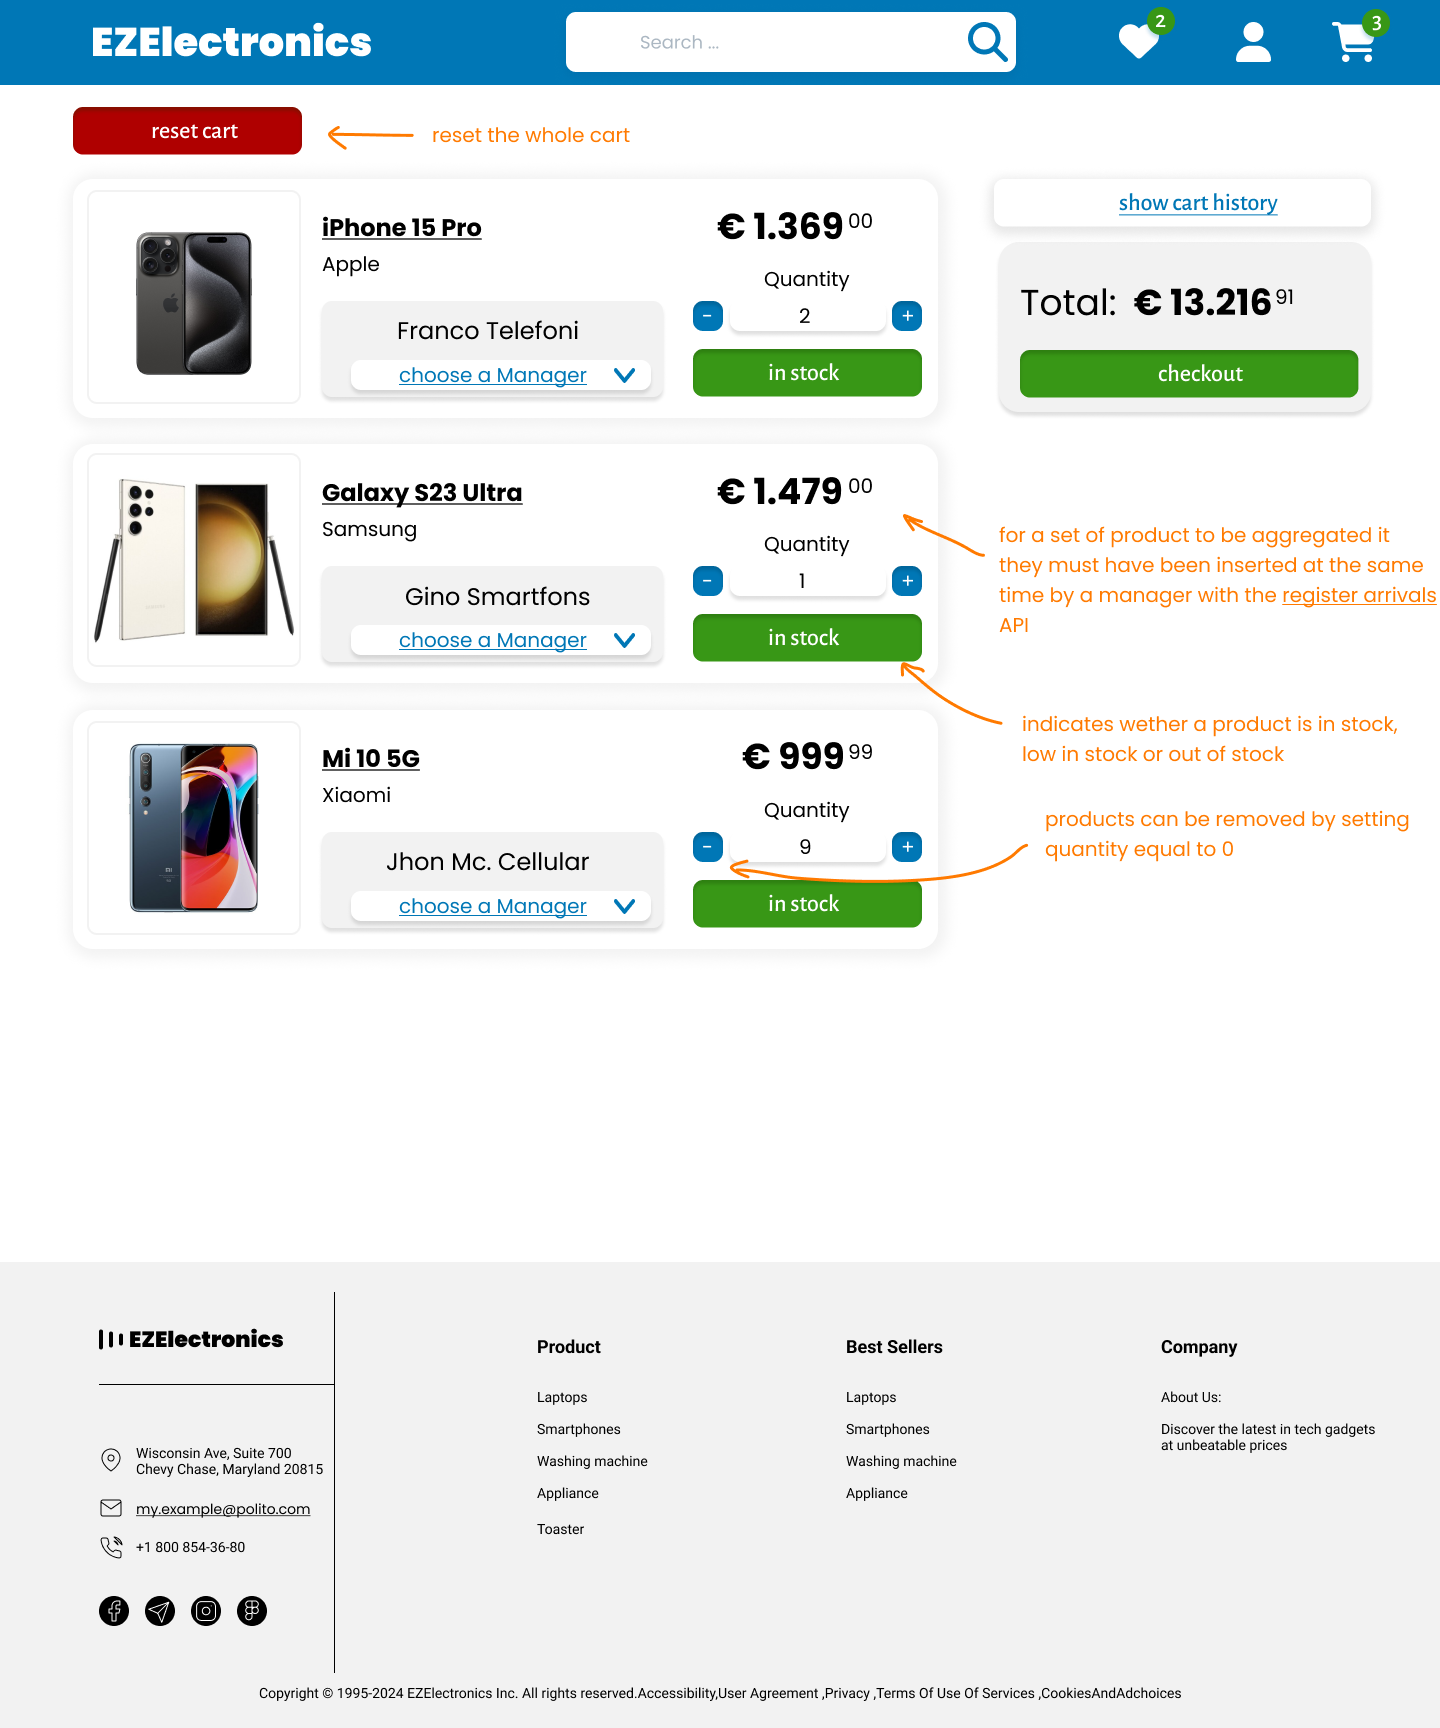 EZElectronics
Search ...
2
3
reset cart
reset the whole cart
iPhone 15 Pro
Apple
€ 1.369 00
Quantity
- 2 +
Franco Telefoni
choose a Manager
in stock
show cart history
Total: € 13.216 91
checkout
Galaxy S23 Ultra
Samsung
€ 1.479 00
Quantity
- 1 +
Gino Smartfons
choose a Manager
in stock
for a set of product to be aggregated it
they must have been inserted at the same
time by a manager with the register arrivals
API
indicates wether a product is in stock,
low in stock or out of stock
Mi 10 5G
Xiaomi
€ 999 99
Quantity
- 9 +
Jhon Mc. Cellular
choose a Manager
in stock
products can be removed by setting
quantity equal to 0
EZElectronics
Wisconsin Ave, Suite 700
Chevy Chase, Maryland 20815
my.example@polito.com
+1 800 854-36-80
Product
Laptops
Smartphones
Washing machine
Appliance
Toaster
Best Sellers
Laptops
Smartphones
Washing machine
Appliance
Company
About Us:
Discover the latest in tech gadgets
at unbeatable prices
Copyright © 1995-2024 EZElectronics Inc. All rights reserved.Accessibility,User Agreement ,Privacy ,Terms Of Use Of Services ,CookiesAndAdchoices